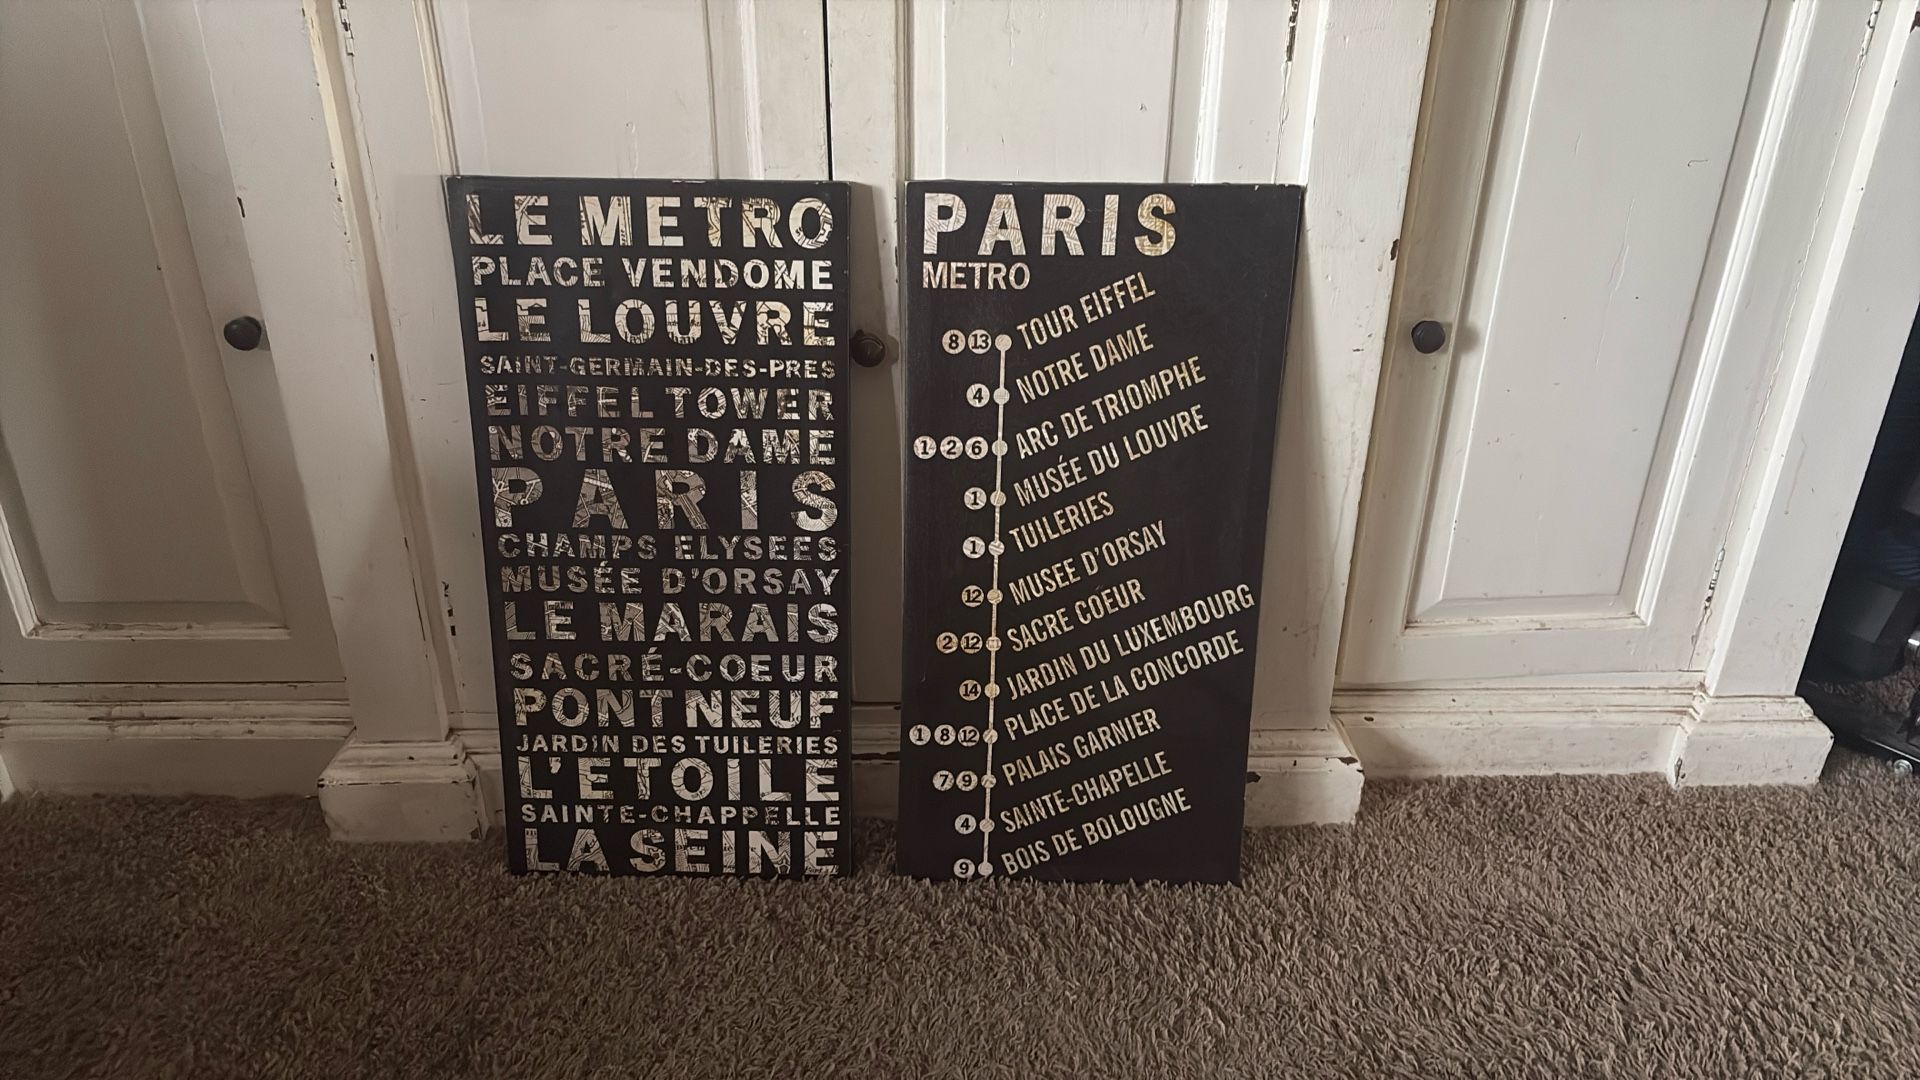 LE METRO
PLACE VENDOME
LE LOUVRE
SAINT-GERMAIN-DES-PRES
EIFFEL TOWER
NOTRE DAME
PARIS
CHAMPS ELYSEES
MUSÉE D'ORSAY
LE MARAIS
SACRÉ-COEUR
PONT NEUF
JARDIN DES TUILERIES
L'ETOILE
SAINTE-CHAPPELLE
LA SEINE
PARIS
METRO
8 13 TOUR EIFFEL
4 NOTRE DAME
1 2 6 ARC DE TRIOMPHE
1 MUSÉE DU LOUVRE
1 TUILERIES
12 MUSEE D'ORSAY
2 12 SACRE COEUR
14 JARDIN DU LUXEMBOURG
1 8 12 PLACE DE LA CONCORDE
7 9 PALAIS GARNIER
4 SAINTE-CHAPELLE
9 BOIS DE BOLOUGNE